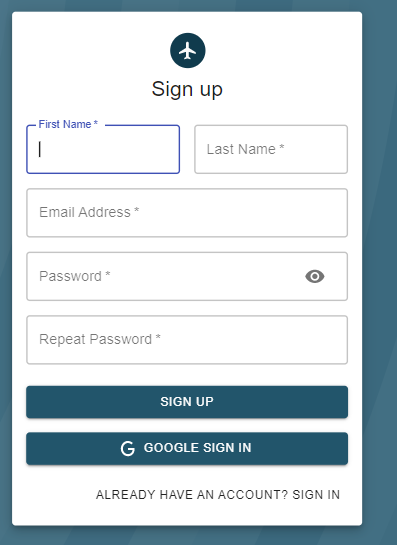 Sign up
First Name *
Last Name *
Email Address *
Password *
Repeat Password *
SIGN UP
GOOGLE SIGN IN
ALREADY HAVE AN ACCOUNT? SIGN IN